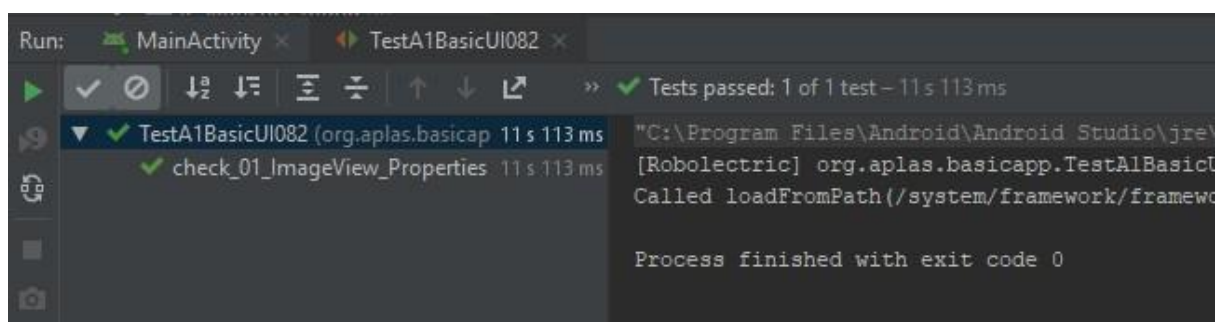 Run: MainActivity × TestA1BasicUI082 ×
Tests passed: 1 of 1 test – 11 s 113 ms
TestA1BasicUI082 (org.aplas.basicap 11 s 113 ms
check_01_ImageView_Properties 11 s 113 ms
"C:\Program Files\Android\Android Studio\jre\
[Robolectric] org.aplas.basicapp.TestA1BasicU
Called loadFromPath(/system/framework/framewo
Process finished with exit code 0